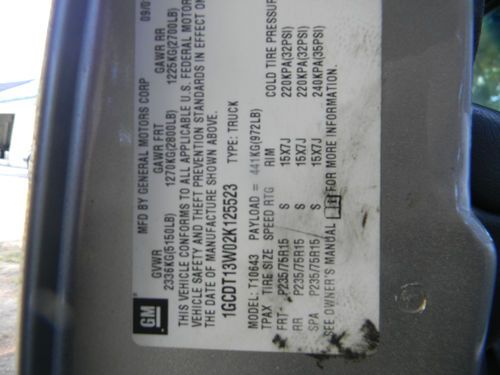 GM
MFD BY GENERAL MOTORS CORP 09/0
GVWR GAWR FRT GAWR RR
2336KG(5150LB) 1270KG(2800LB) 1225KG(2700LB)
THIS VEHICLE CONFORMS TO ALL APPLICABLE U.S. FEDERAL MOTOR
VEHICLE SAFETY AND THEFT PREVENTION STANDARDS IN EFFECT ON
THE DATE OF MANUFACTURE SHOWN ABOVE.
1GCDT13W02K125523 TYPE: TRUCK
MODEL: T10643 PAYLOAD = 441KG(972LB)
TPAX TIRE SIZE SPEED RTG RIM COLD TIRE PRESSUR
FRT- P235/75R15 S 15X7J 220KPA(32PSI)
RR P235/75R15 S 15X7J 220KPA(32PSI)
SPA P235/75R15 S 15X7J 240KPA(35PSI)
SEE OWNER'S MANUAL FOR MORE INFORMATION